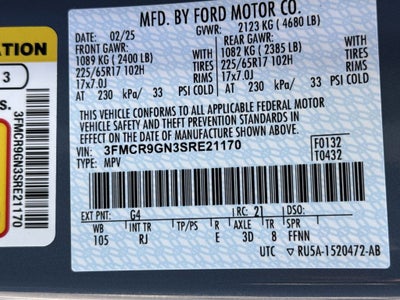 MFD. BY FORD MOTOR CO.
DATE: 02/25 GVWR: 2123 KG (4680 LB)
FRONT GAWR: REAR GAWR:
1089 KG (2400 LB) WITH 1082 KG (2385 LB) WITH
225/65R17 102H TIRES 225/65R17 102H TIRES
17x7.0J RIMS 17x7.0J RIMS
AT 230 kPa/ 33 PSI COLD AT 230 kPa/ 33 PSI COLD
THIS VEHICLE CONFORMS TO ALL APPLICABLE FEDERAL MOTOR
VEHICLE SAFETY AND THEFT PREVENTION STANDARDS IN
EFFECT ON THE DATE OF MANUFACTURE SHOWN ABOVE.
VIN: 3FMCR9GN3SRE21170 F0132
TYPE: MPV T0432
EXT PNT: G4 RC: 21 DSO:
WB INT TR TP/PS R AXLE TR SPR
105 RJ E 3D 8 FFNN
UTC ▽ RU5A-1520472-AB
ATION
3
s.
3FMCR9GN3SRE21170